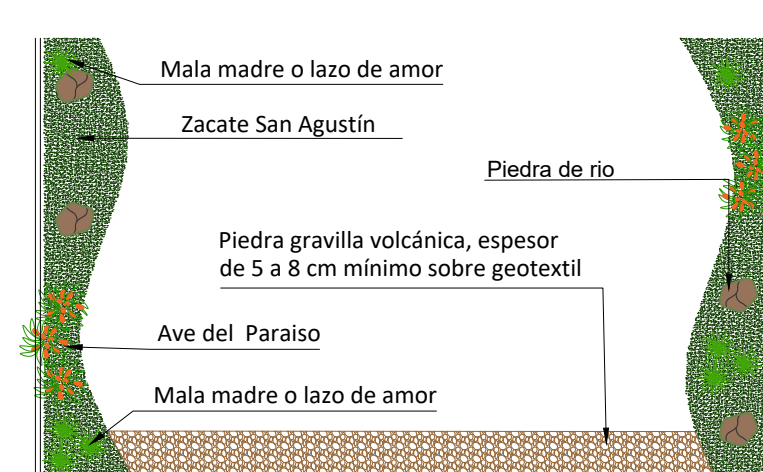 Mala madre o lazo de amor
Zacate San Agustín
Piedra de rio
Piedra gravilla volcánica, espesor
de 5 a 8 cm mínimo sobre geotextil
Ave del Paraiso
Mala madre o lazo de amor